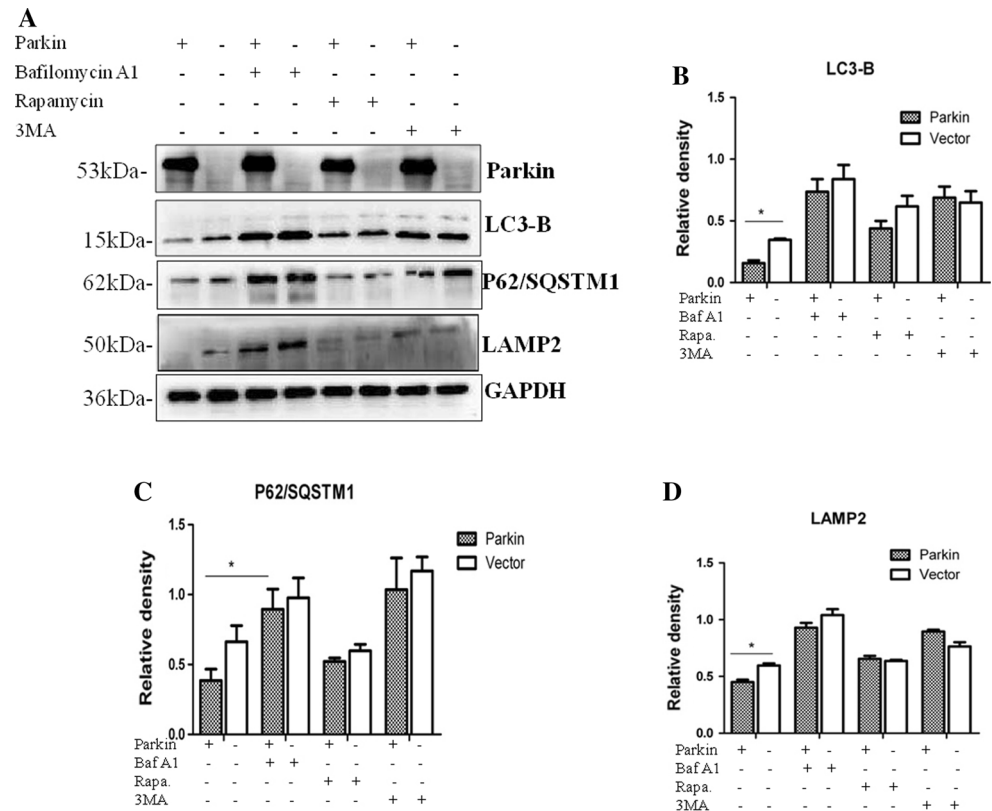 A
Parkin + - + - + - + -
Bafilomycin A1 - - + + - - - -
Rapamycin - - - - + + - -
3MA - - - - - - + +
53kDa- Parkin
15kDa- LC3-B
62kDa- P62/SQSTM1
50kDa- LAMP2
36kDa- GAPDH
B
LC3-B
Relative density
1.5
1.0
0.5
0.0
*
Parkin
Vector
Parkin + - + - + - + -
Baf A1 - - + + - - - -
Rapa. - - - - + + - -
3MA - - - - - - + +
C
P62/SQSTM1
Relative density
1.5
1.0
0.5
0.0
*
Parkin
Vector
Parkin + - + - + - + -
Baf A1 - - + + - - - -
Rapa. - - - - + + - -
3MA - - - - - - + +
D
LAMP2
Relative density
1.5
1.0
0.5
0.0
*
Parkin
Vector
Parkin + - + - + - + -
Baf A1 - - + + - - - -
Rapa. - - - - + + - -
3MA - - - - - - + +